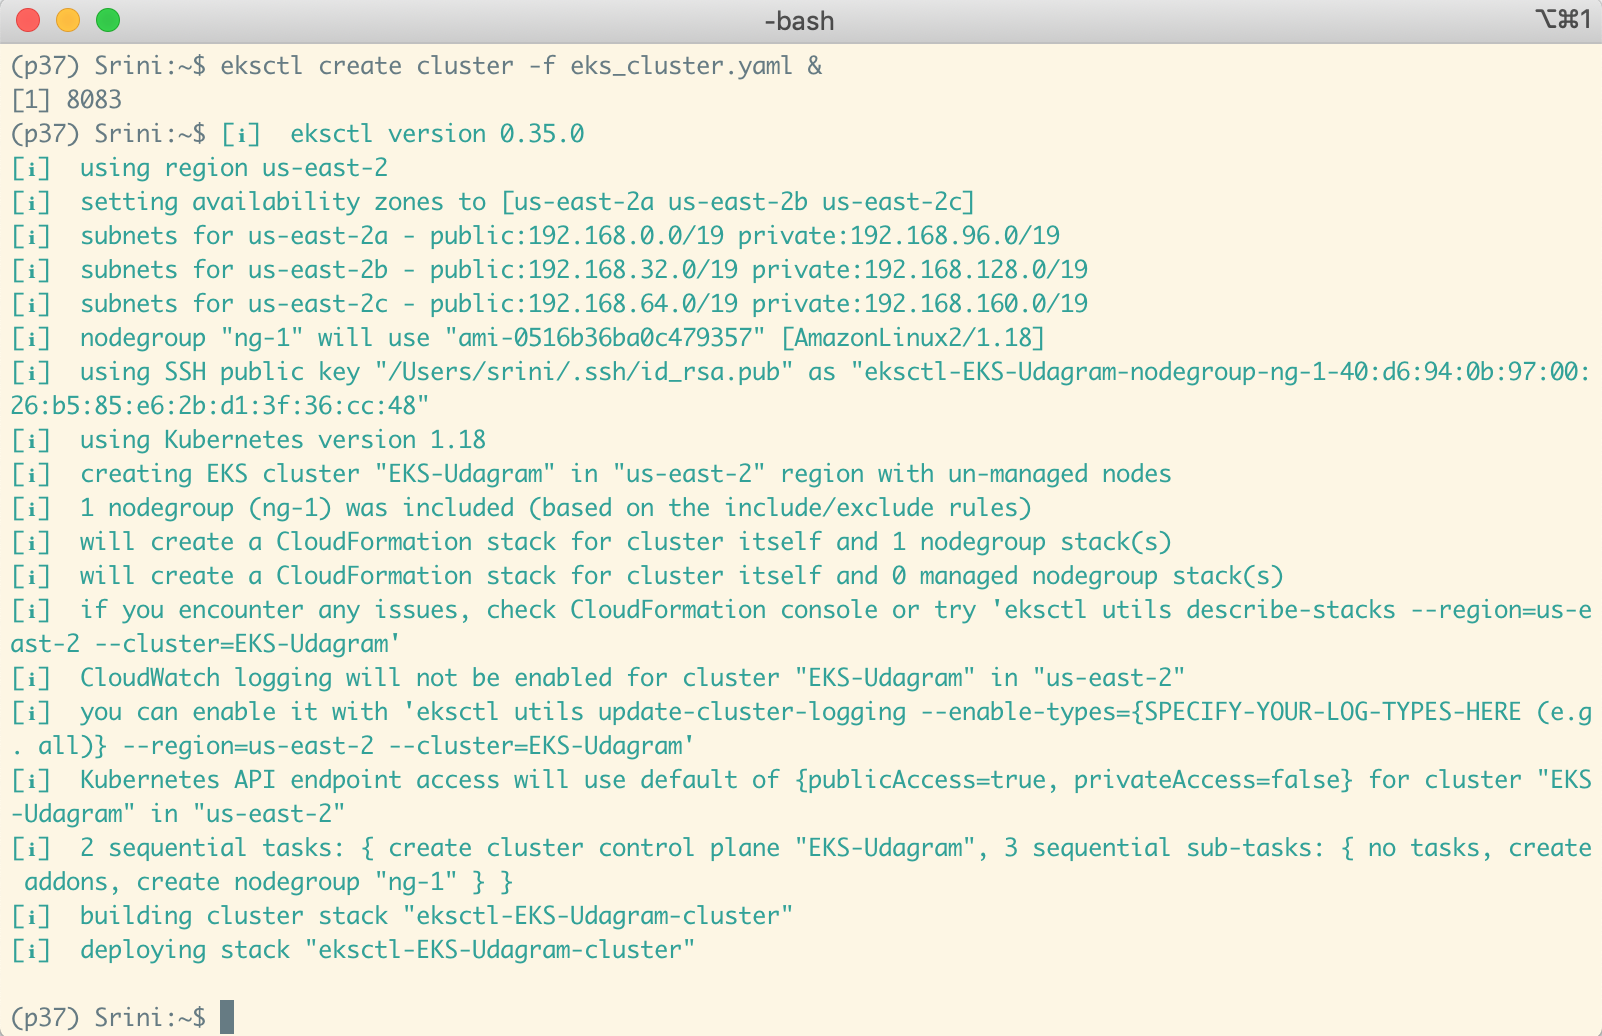 -bash
⌥⌘1
(p37) Srini:~$ eksctl create cluster -f eks_cluster.yaml &
[1] 8083
(p37) Srini:~$ [ℹ]  eksctl version 0.35.0
[ℹ]  using region us-east-2
[ℹ]  setting availability zones to [us-east-2a us-east-2b us-east-2c]
[ℹ]  subnets for us-east-2a - public:192.168.0.0/19 private:192.168.96.0/19
[ℹ]  subnets for us-east-2b - public:192.168.32.0/19 private:192.168.128.0/19
[ℹ]  subnets for us-east-2c - public:192.168.64.0/19 private:192.168.160.0/19
[ℹ]  nodegroup "ng-1" will use "ami-0516b36ba0c479357" [AmazonLinux2/1.18]
[ℹ]  using SSH public key "/Users/srini/.ssh/id_rsa.pub" as "eksctl-EKS-Udagram-nodegroup-ng-1-40:d6:94:0b:97:00:
26:b5:85:e6:2b:d1:3f:36:cc:48"
[ℹ]  using Kubernetes version 1.18
[ℹ]  creating EKS cluster "EKS-Udagram" in "us-east-2" region with un-managed nodes
[ℹ]  1 nodegroup (ng-1) was included (based on the include/exclude rules)
[ℹ]  will create a CloudFormation stack for cluster itself and 1 nodegroup stack(s)
[ℹ]  will create a CloudFormation stack for cluster itself and 0 managed nodegroup stack(s)
[ℹ]  if you encounter any issues, check CloudFormation console or try 'eksctl utils describe-stacks --region=us-e
ast-2 --cluster=EKS-Udagram'
[ℹ]  CloudWatch logging will not be enabled for cluster "EKS-Udagram" in "us-east-2"
[ℹ]  you can enable it with 'eksctl utils update-cluster-logging --enable-types={SPECIFY-YOUR-LOG-TYPES-HERE (e.g
. all)} --region=us-east-2 --cluster=EKS-Udagram'
[ℹ]  Kubernetes API endpoint access will use default of {publicAccess=true, privateAccess=false} for cluster "EKS
-Udagram" in "us-east-2"
[ℹ]  2 sequential tasks: { create cluster control plane "EKS-Udagram", 3 sequential sub-tasks: { no tasks, create
 addons, create nodegroup "ng-1" } }
[ℹ]  building cluster stack "eksctl-EKS-Udagram-cluster"
[ℹ]  deploying stack "eksctl-EKS-Udagram-cluster"
(p37) Srini:~$